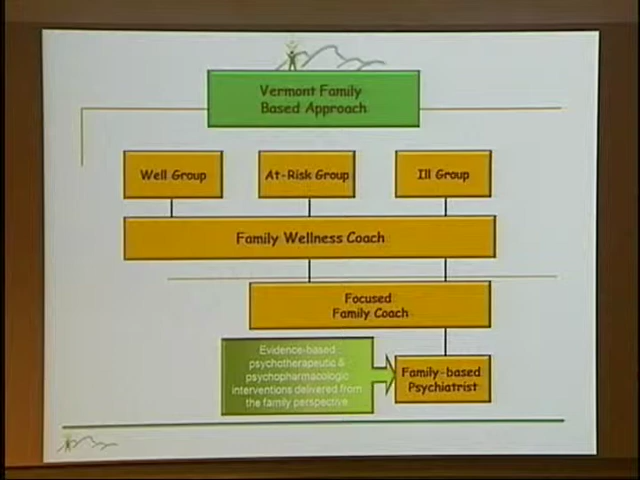 Vermont Family
Based Approach
Well Group
At-Risk Group
Ill Group
Family Wellness Coach
Focused
Family Coach
Evidence-based
psychotherapeutic &
psychopharmacologic
interventions delivered from
the family perspective
Family-based
Psychiatrist